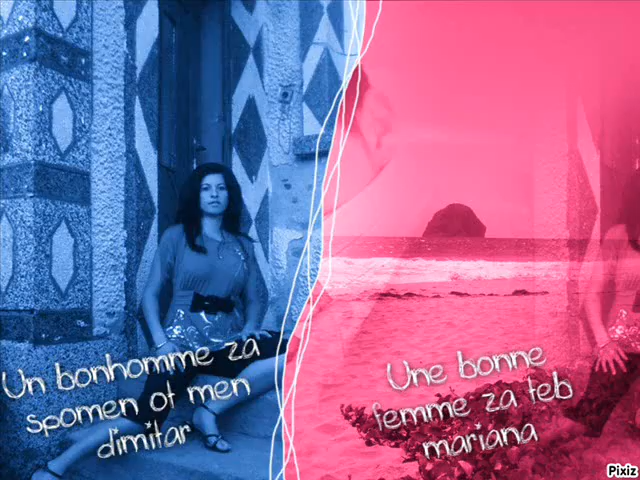 Un bonhomme za
spomen ot men
dimitar
Une bonne
femme za teb
mariana
Pixiz